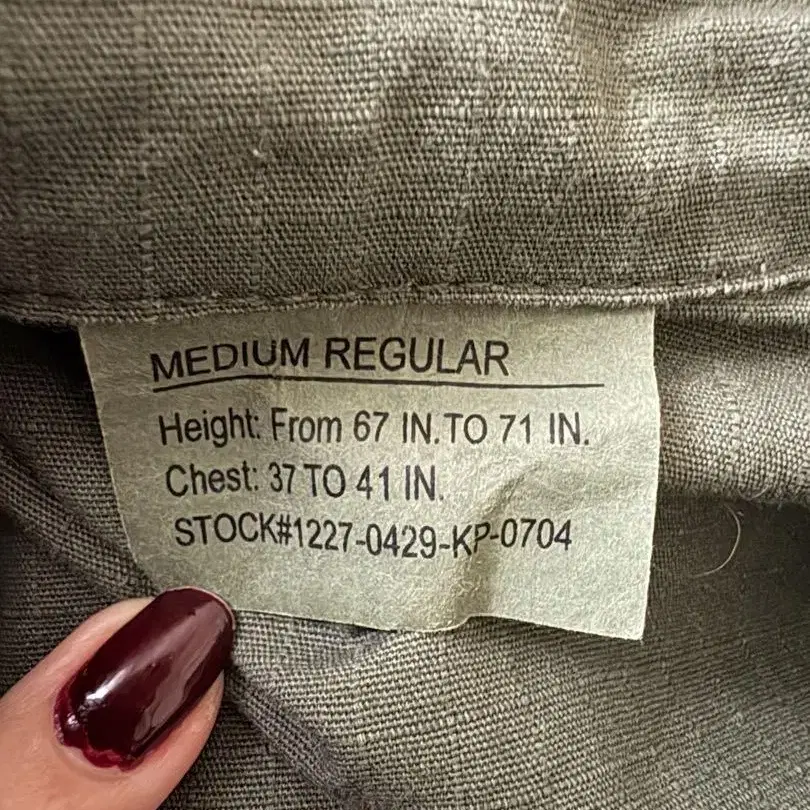 MEDIUM REGULAR
Height: From 67 IN. TO 71 IN.
Chest: 37 TO 41 IN.
STOCK#1227-0429-KP-0704